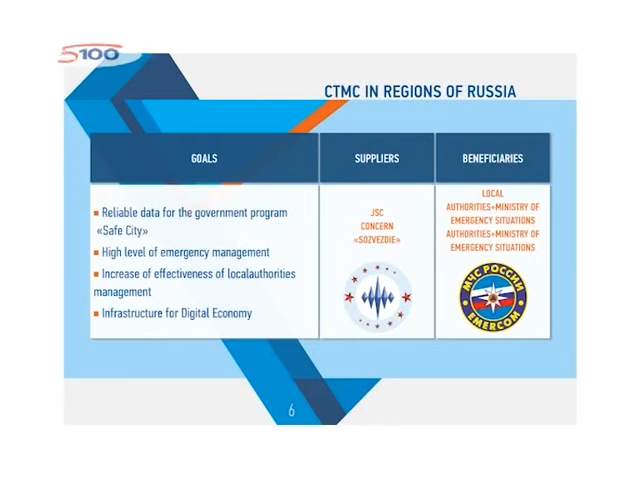 5100
CTMC IN REGIONS OF RUSSIA
GOALS
SUPPLIERS
BENEFICIARIES
Reliable data for the government program
«Safe City»
High level of emergency management
Increase of effectiveness of localauthorities
management
Infrastructure for Digital Economy
JSC
CONCERN
«SOZVEZDIE»
LOCAL
AUTHORITIES+MINISTRY OF
EMERGENCY SITUATIONS
AUTHORITIES+MINISTRY OF
EMERGENCY SITUATIONS
МЧС РОССИИ
EMERCOM
6